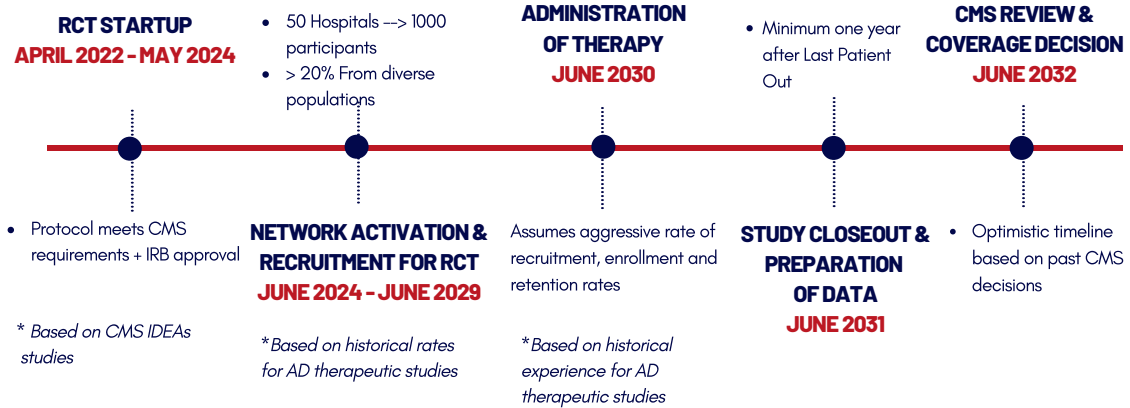 RCT STARTUP
APRIL 2022 - MAY 2024
• Protocol meets CMS
requirements + IRB approval
* Based on CMS IDEAs
studies
• 50 Hospitals --> 1000
participants
• > 20% From diverse
populations
NETWORK ACTIVATION &
RECRUITMENT FOR RCT
JUNE 2024 - JUNE 2029
*Based on historical rates
for AD therapeutic studies
ADMINISTRATION
OF THERAPY
JUNE 2030
Assumes aggressive rate of
recruitment, enrollment and
retention rates
*Based on historical
experience for AD
therapeutic studies
• Minimum one year
after Last Patient
Out
STUDY CLOSEOUT &
PREPARATION
OF DATA
JUNE 2031
CMS REVIEW &
COVERAGE DECISION
JUNE 2032
• Optimistic timeline
based on past CMS
decisions